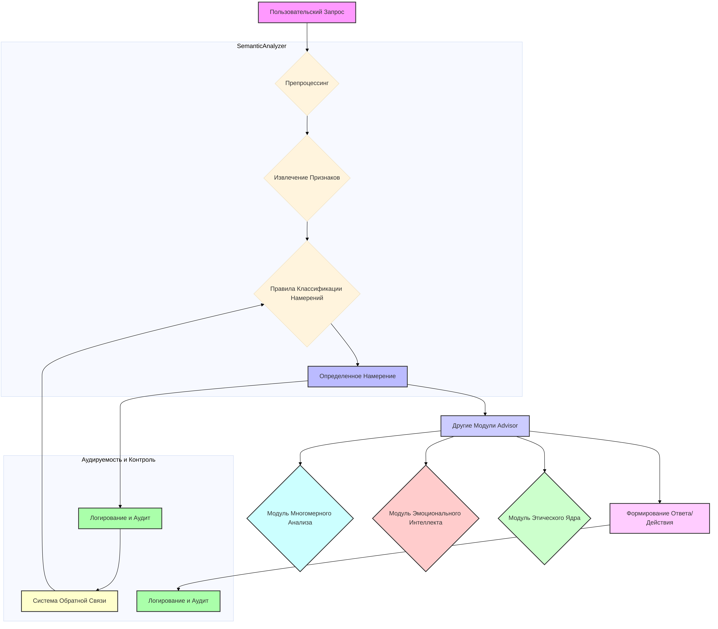 Пользовательский Запрос
SemanticAnalyzer
Препроцессинг
Извлечение Признаков
Правила Классификации
Намерений
Определенное Намерение
Другие Модули Advisor
Аудируемость и Контроль
Логирование и Аудит
Модуль Многомерного
Анализа
Модуль Эмоционального
Интеллекта
Модуль Этического Ядра
Формирование Ответа/
Действия
Система Обратной Связи
Логирование и Аудит